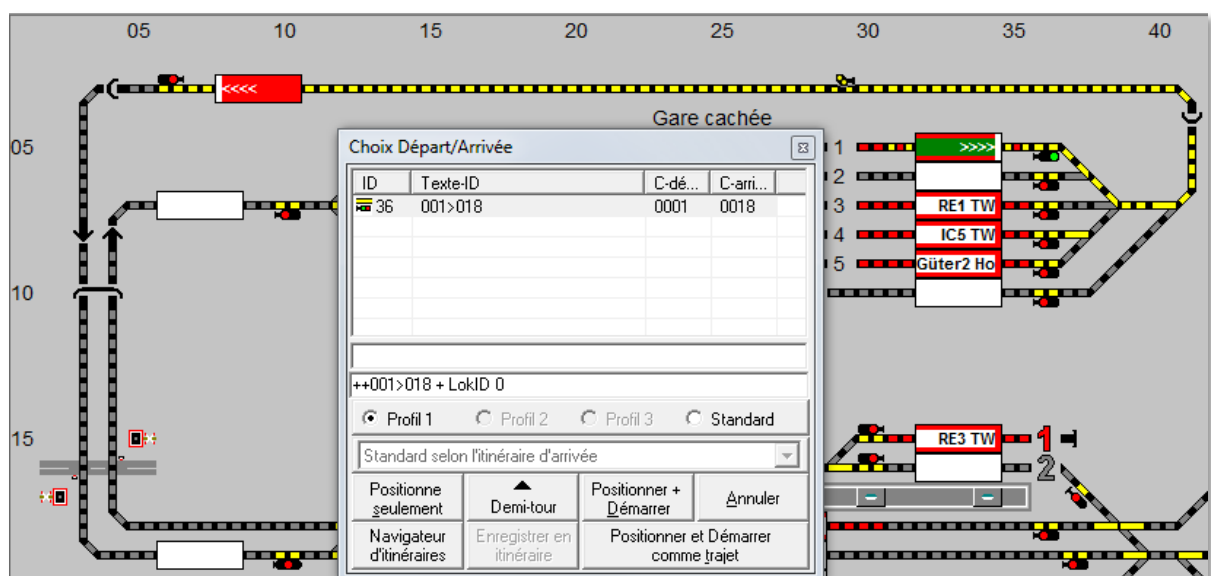 05 10 15 20 25 30 35 40
<<<<
Gare cachée
05
Choix Départ/Arrivée
ID Texte-ID C-dé... C-arri...
36 001>018 0001 0018
++001>018 + LokID 0
Profil 1 Profil 2 Profil 3 Standard
Standard selon l'itinéraire d'arrivée
Positionne seulement
Demi-tour
Positionner + Démarrer
Annuler
Navigateur d'itinéraires
Enregistrer en itinéraire
Positionner et Démarrer comme trajet
1 >>>>
2
3 RE1 TW
4 IC5 TW
5 Güter2 Ho
10
15
RE3 TW 1
2